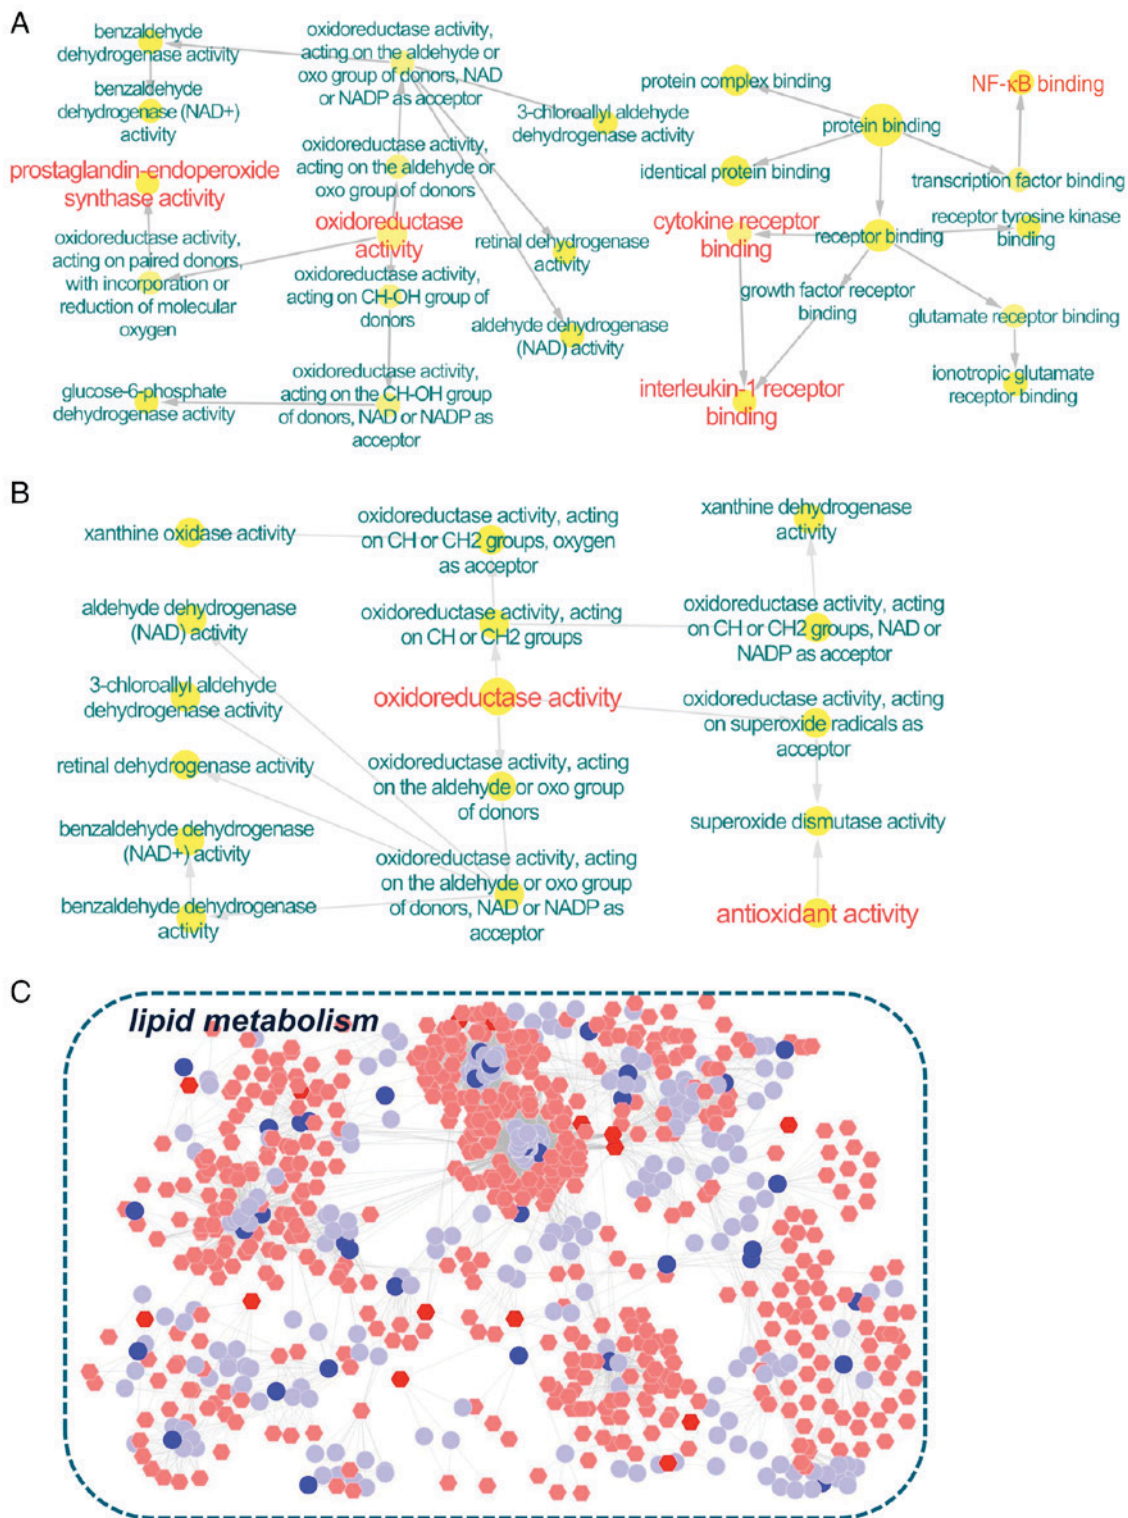 A
benzaldehyde
dehydrogenase activity
benzaldehyde
dehydrogenase (NAD+)
activity
prostaglandin-endoperoxide
synthase activity
oxidoreductase activity,
acting on paired donors,
with incorporation or
reduction of molecular
oxygen
glucose-6-phosphate
dehydrogenase activity
oxidoreductase activity,
acting on the aldehyde or
oxo group of donors, NAD
or NADP as acceptor
3-chloroallyl aldehyde
dehydrogenase activity
oxidoreductase activity,
acting on the aldehyde or
oxo group of donors
oxidoreductase
activity
retinal dehydrogenase
activity
oxidoreductase activity,
acting on CH-OH group of
donors
aldehyde dehydrogenase
(NAD) activity
oxidoreductase activity,
acting on the CH-OH group
of donors, NAD or NADP as
acceptor
protein complex binding
NF-κB binding
protein binding
identical protein binding
transcription factor binding
cytokine receptor
binding
receptor binding
receptor tyrosine kinase
binding
growth factor receptor
binding
glutamate receptor binding
interleukin-1 receptor
binding
ionotropic glutamate
receptor binding
B
xanthine oxidase activity
oxidoreductase activity, acting
on CH or CH2 groups, oxygen
as acceptor
xanthine dehydrogenase
activity
aldehyde dehydrogenase
(NAD) activity
oxidoreductase activity, acting
on CH or CH2 groups
oxidoreductase activity, acting
on CH or CH2 groups, NAD or
NADP as acceptor
3-chloroallyl aldehyde
dehydrogenase activity
oxidoreductase activity
oxidoreductase activity, acting
on superoxide radicals as
acceptor
retinal dehydrogenase activity
oxidoreductase activity, acting
on the aldehyde or oxo group
of donors
benzaldehyde dehydrogenase
(NAD+) activity
superoxide dismutase activity
benzaldehyde dehydrogenase
activity
oxidoreductase activity, acting
on the aldehyde or oxo group
of donors, NAD or NADP as
acceptor
antioxidant activity
C
lipid metabolism